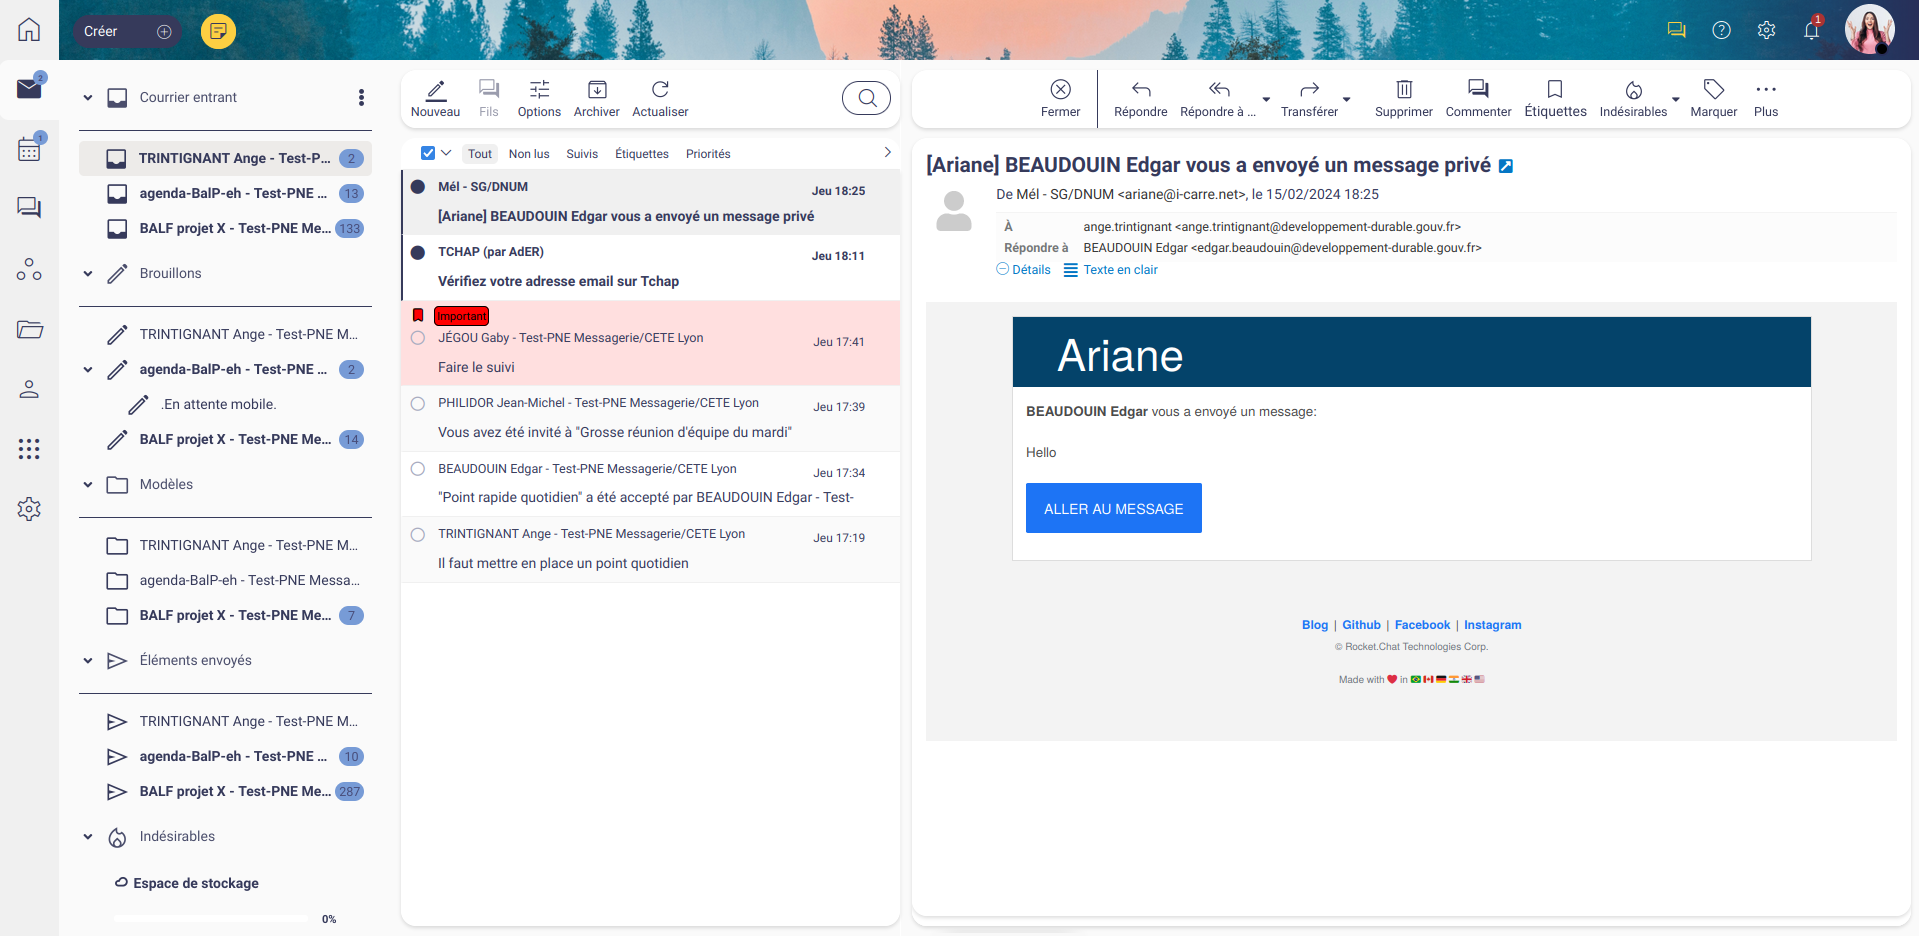 Créer
1
2
Courrier entrant
TRINTIGNANT Ange - Test-P... 2
agenda-BalP-eh - Test-PNE ... 13
BALF projet X - Test-PNE Me... 133
Brouillons
TRINTIGNANT Ange - Test-PNE M...
agenda-BalP-eh - Test-PNE ... 2
.En attente mobile.
BALF projet X - Test-PNE Me... 14
Modèles
TRINTIGNANT Ange - Test-PNE M...
agenda-BalP-eh - Test-PNE Messa...
BALF projet X - Test-PNE Me... 7
Éléments envoyés
TRINTIGNANT Ange - Test-PNE M...
agenda-BalP-eh - Test-PNE ... 10
BALF projet X - Test-PNE Me... 287
Indésirables
Espace de stockage
0%
1
Nouveau Fils Options Archiver Actualiser
Tout Non lus Suivis Étiquettes Priorités
Mél - SG/DNUM Jeu 18:25
[Ariane] BEAUDOUIN Edgar vous a envoyé un message privé
TCHAP (par AdER) Jeu 18:11
Vérifiez votre adresse email sur Tchap
Important
JÉGOU Gaby - Test-PNE Messagerie/CETE Lyon Jeu 17:41
Faire le suivi
PHILIDOR Jean-Michel - Test-PNE Messagerie/CETE Lyon Jeu 17:39
Vous avez été invité à "Grosse réunion d'équipe du mardi"
BEAUDOUIN Edgar - Test-PNE Messagerie/CETE Lyon Jeu 17:34
"Point rapide quotidien" a été accepté par BEAUDOUIN Edgar - Test-
TRINTIGNANT Ange - Test-PNE Messagerie/CETE Lyon Jeu 17:19
Il faut mettre en place un point quotidien
Fermer Répondre Répondre à ... Transférer Supprimer Commenter Étiquettes Indésirables Marquer Plus
[Ariane] BEAUDOUIN Edgar vous a envoyé un message privé
De Mél - SG/DNUM <ariane@i-carre.net>, le 15/02/2024 18:25
À ange.trintignant <ange.trintignant@developpement-durable.gouv.fr>
Répondre à BEAUDOUIN Edgar <edgar.beaudouin@developpement-durable.gouv.fr>
Détails Texte en clair
Ariane
BEAUDOUIN Edgar vous a envoyé un message:
Hello
ALLER AU MESSAGE
Blog | Github | Facebook | Instagram
© Rocket.Chat Technologies Corp.
Made with ❤ in 🇧🇷 🇨🇦 🇩🇪 🇮🇳 🇬🇧 🇺🇸